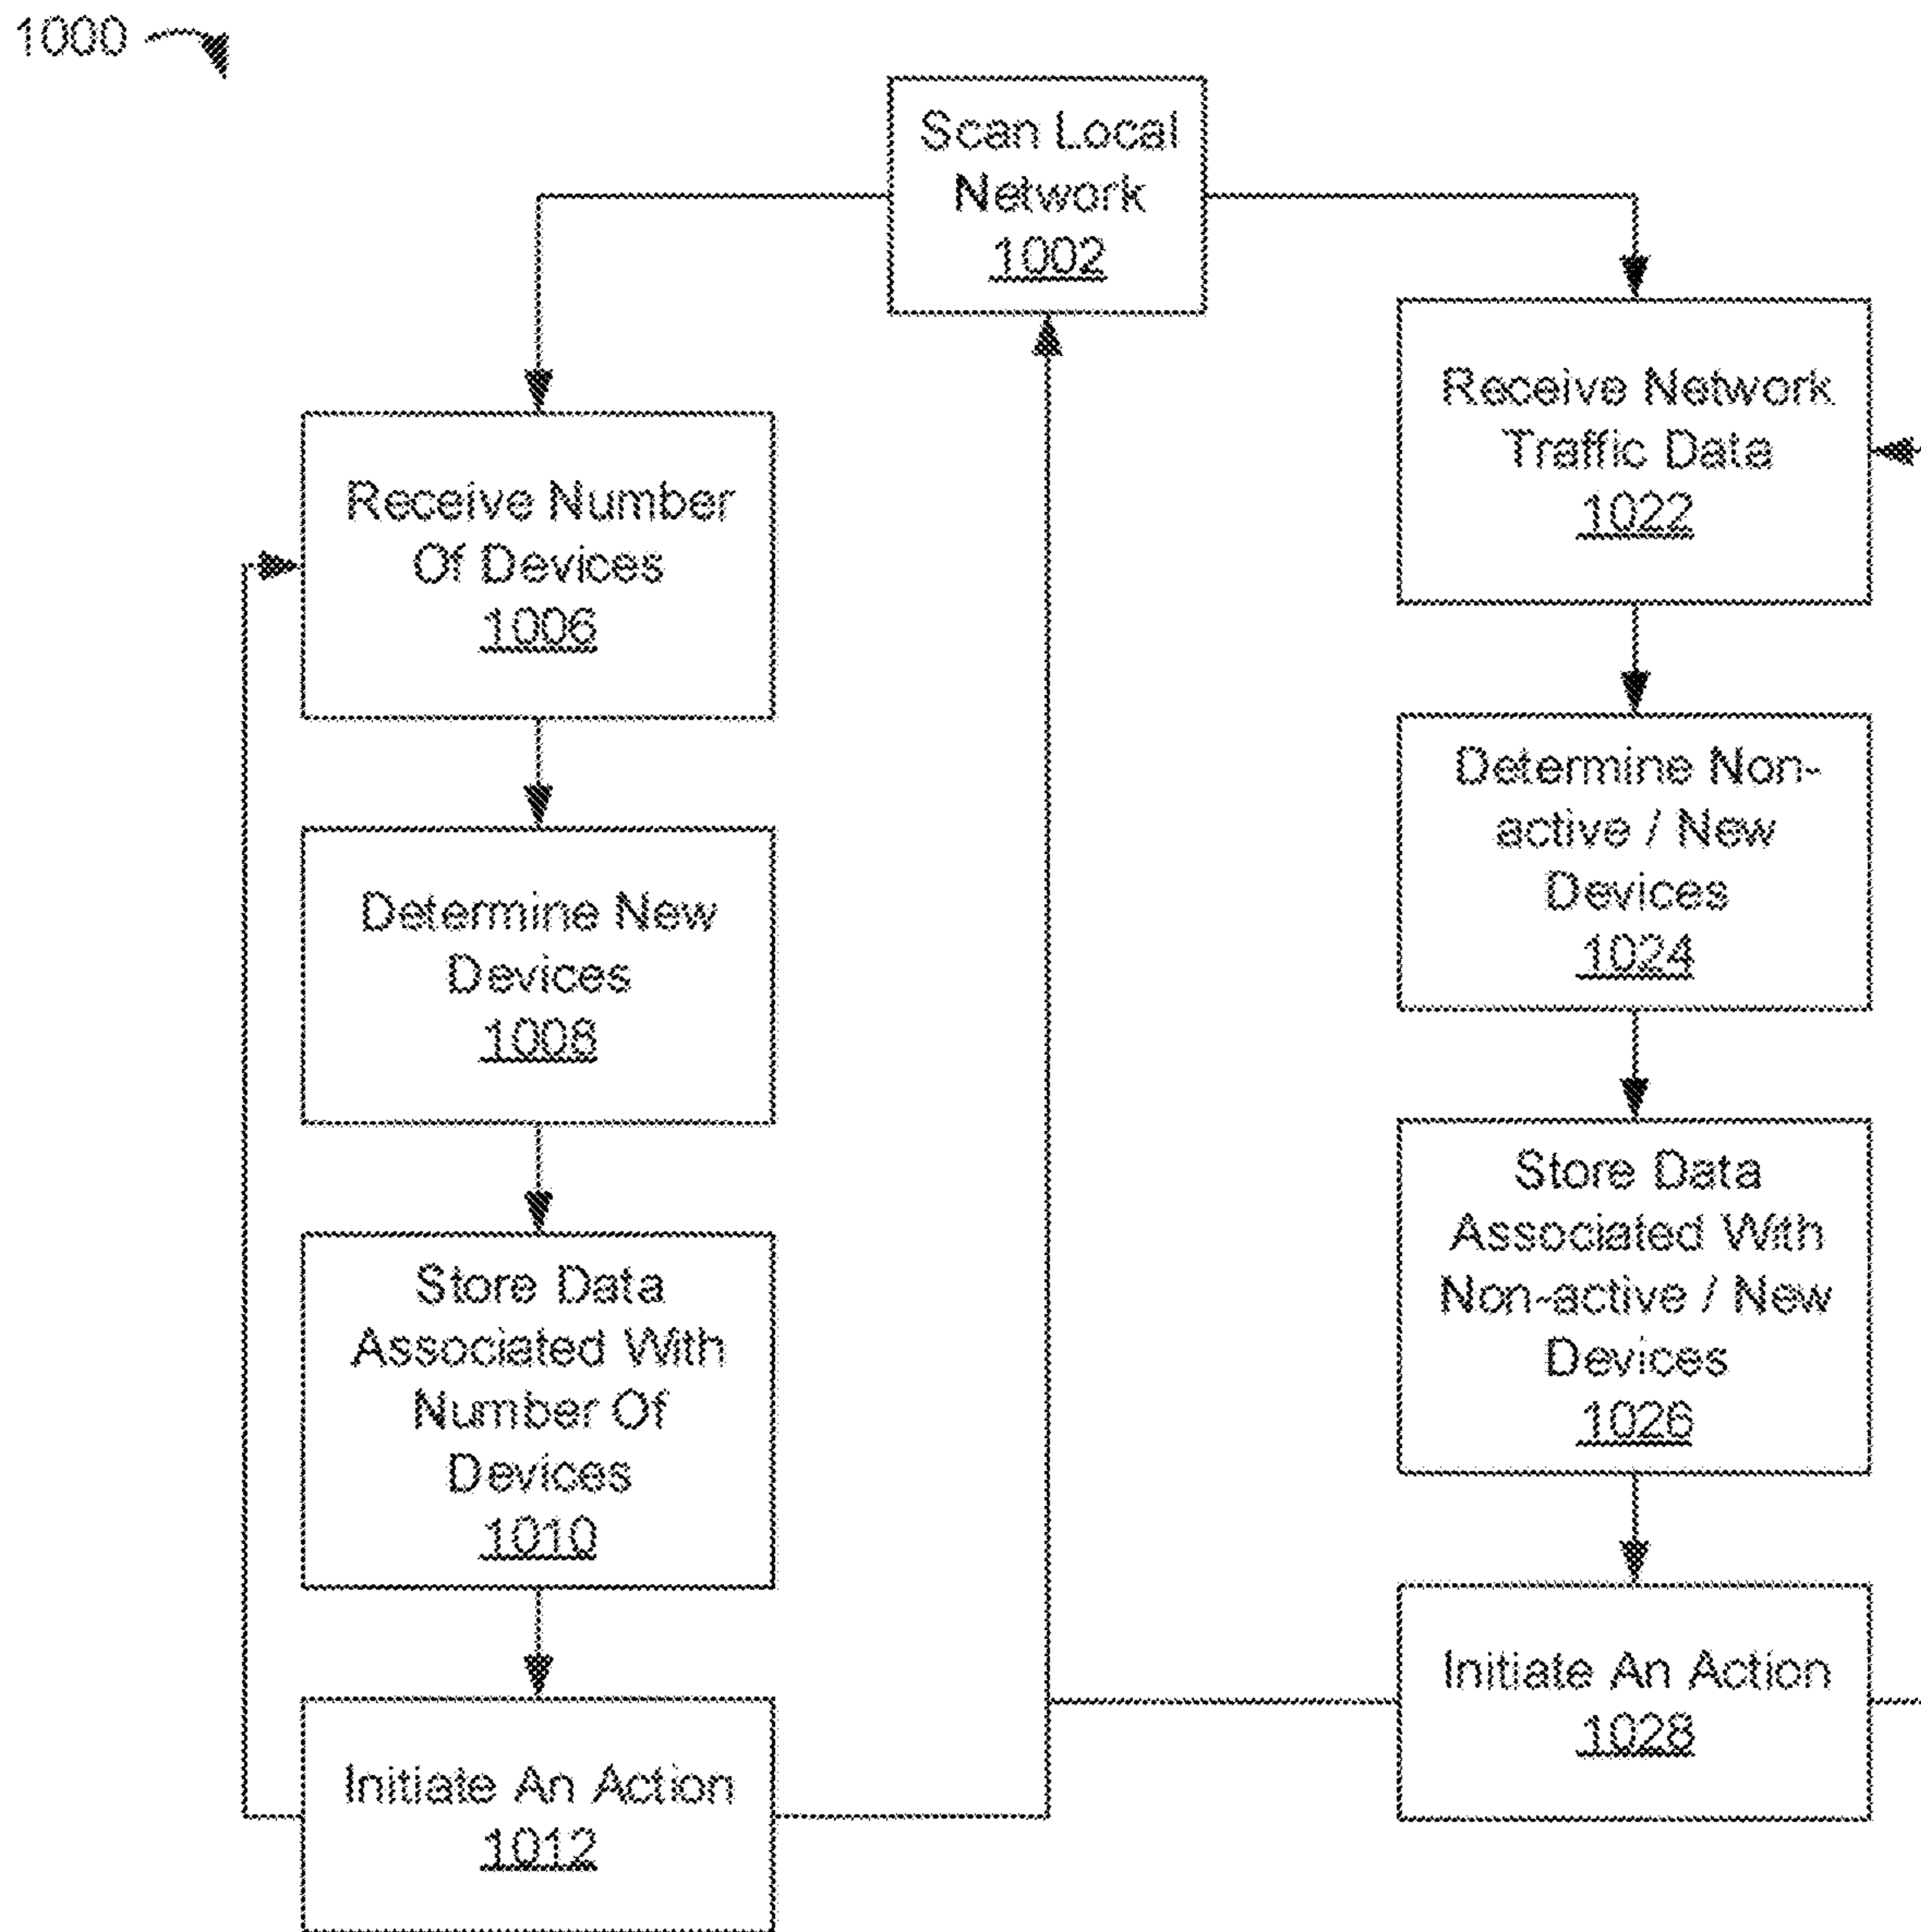 1000
Scan Local
Network
1002
Receive Number
Of Devices
1006
Determine New
Devices
1008
Store Data
Associated With
Number Of
Devices
1010
Initiate An Action
1012
Receive Network
Traffic Data
1022
Determine Non-
active / New
Devices
1024
Store Data
Associated With
Non-active / New
Devices
1026
Initiate An Action
1028